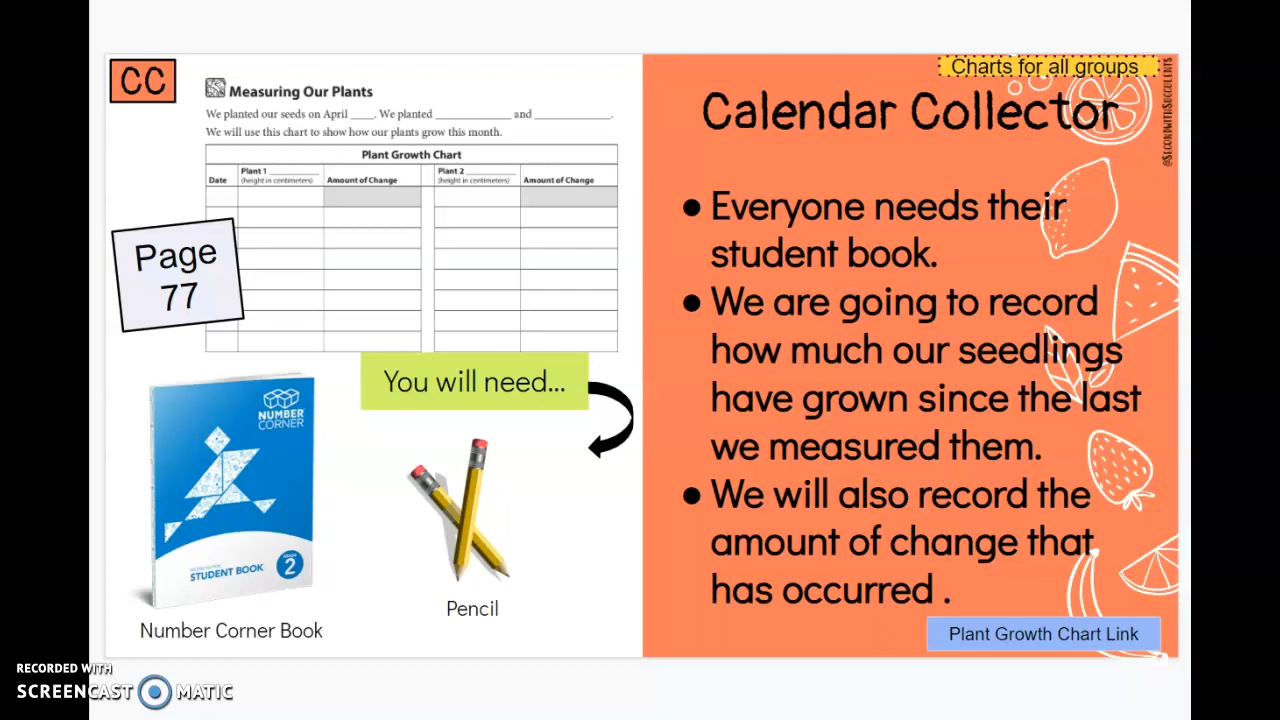 CC
Measuring Our Plants
We planted our seeds on April ____. We planted ______________ and ______________.
We will use this chart to show how our plants grow this month.
Plant Growth Chart
Date
Plant 1 __________
(height in centimeters)
Amount of Change
Plant 2 __________
(height in centimeters)
Amount of Change
Page
77
You will need...
NUMBER
CORNER
STUDENT BOOK
GRADE
2
Number Corner Book
Pencil
Charts for all groups
Calendar Collector
@SecondWithSucculents
● Everyone needs their
student book.
● We are going to record
how much our seedlings
have grown since the last
we measured them.
● We will also record the
amount of change that
has occurred .
Plant Growth Chart Link
RECORDED WITH
SCREENCAST MATIC